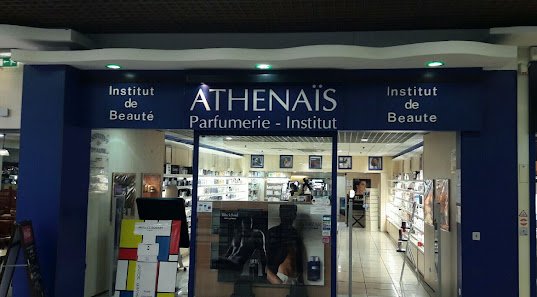 Institut
de
Beauté
ATHENAÏS
Parfumerie - Institut
Institut
de
Beaute